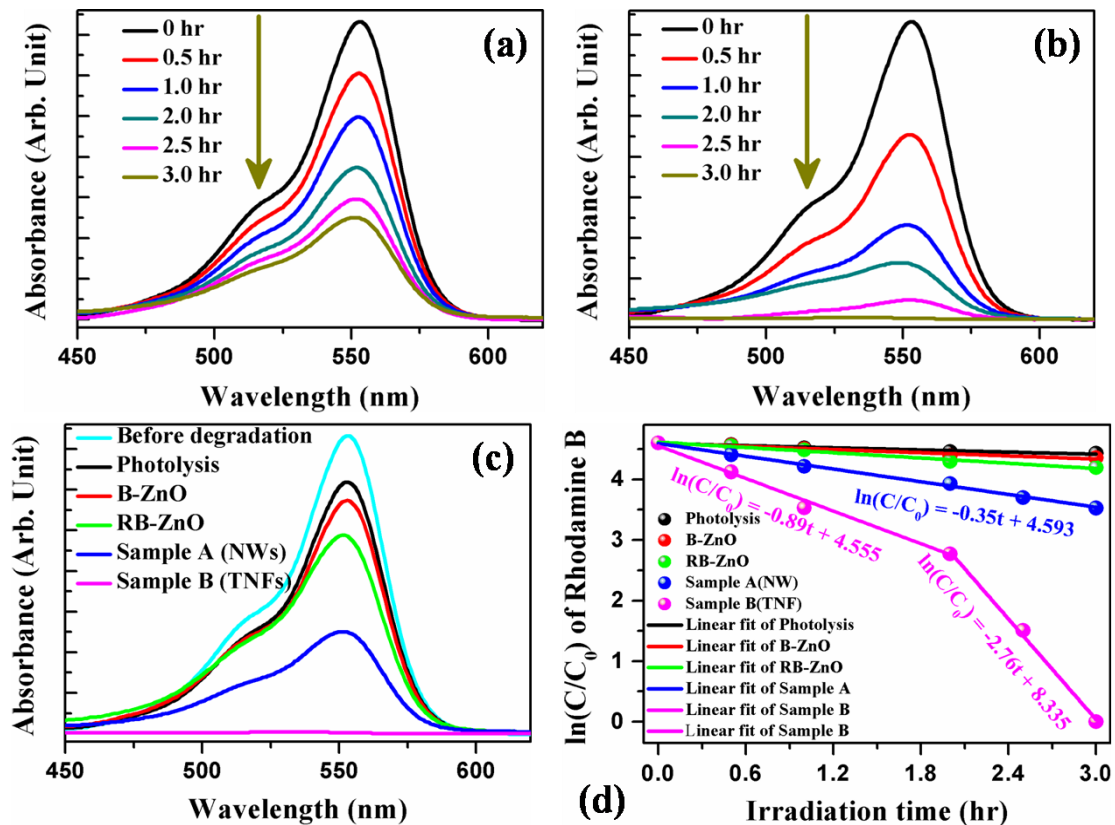 (a)
0 hr
0.5 hr
1.0 hr
2.0 hr
2.5 hr
3.0 hr
Absorbance (Arb. Unit)
450 500 550 600
Wavelength (nm)
(b)
0 hr
0.5 hr
1.0 hr
2.0 hr
2.5 hr
3.0 hr
Absorbance (Arb. Unit)
450 500 550 600
Wavelength (nm)
(c)
Before degradation
Photolysis
B-ZnO
RB-ZnO
Sample A (NWs)
Sample B (TNFs)
Absorbance (Arb. Unit)
450 500 550 600
Wavelength (nm)
ln(C/C0) of Rhodamine B
4.5
3.6
2.7
1.8
0.9
0
ln(C/C0) = -0.35t + 4.593
ln(C/C0) = -0.89t + 4.555
ln(C/C0) = -2.76t + 8.335
Photolysis
B-ZnO
RB-ZnO
Sample A(NW)
Sample B(TNF)
Linear fit of Photolysis
Linear fit of B-ZnO
Linear fit of RB-ZnO
Linear fit of Sample A
Linear fit of Sample B
Linear fit of Sample B
0.0 0.6 1.2 1.8 2.4 3.0
(d)
Irradiation time (hr)